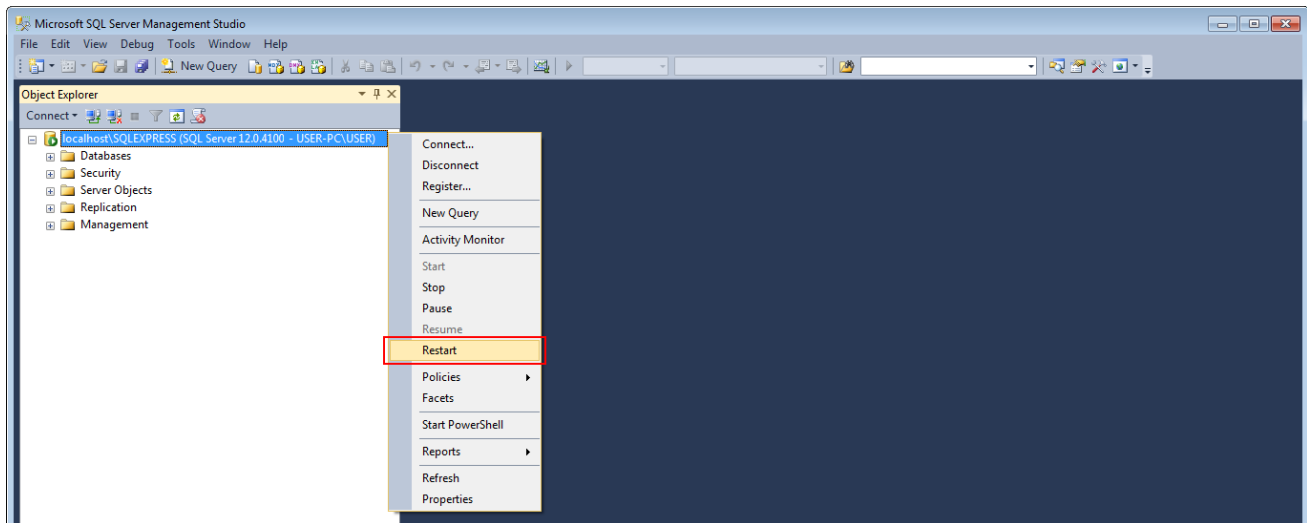 Microsoft SQL Server Management Studio
File Edit View Debug Tools Window Help
New Query
Object Explorer
Connect
localhost\SQLEXPRESS (SQL Server 12.0.4100 - USER-PC\USER)
Databases
Security
Server Objects
Replication
Management
Connect...
Disconnect
Register...
New Query
Activity Monitor
Start
Stop
Pause
Resume
Restart
Policies
Facets
Start PowerShell
Reports
Refresh
Properties